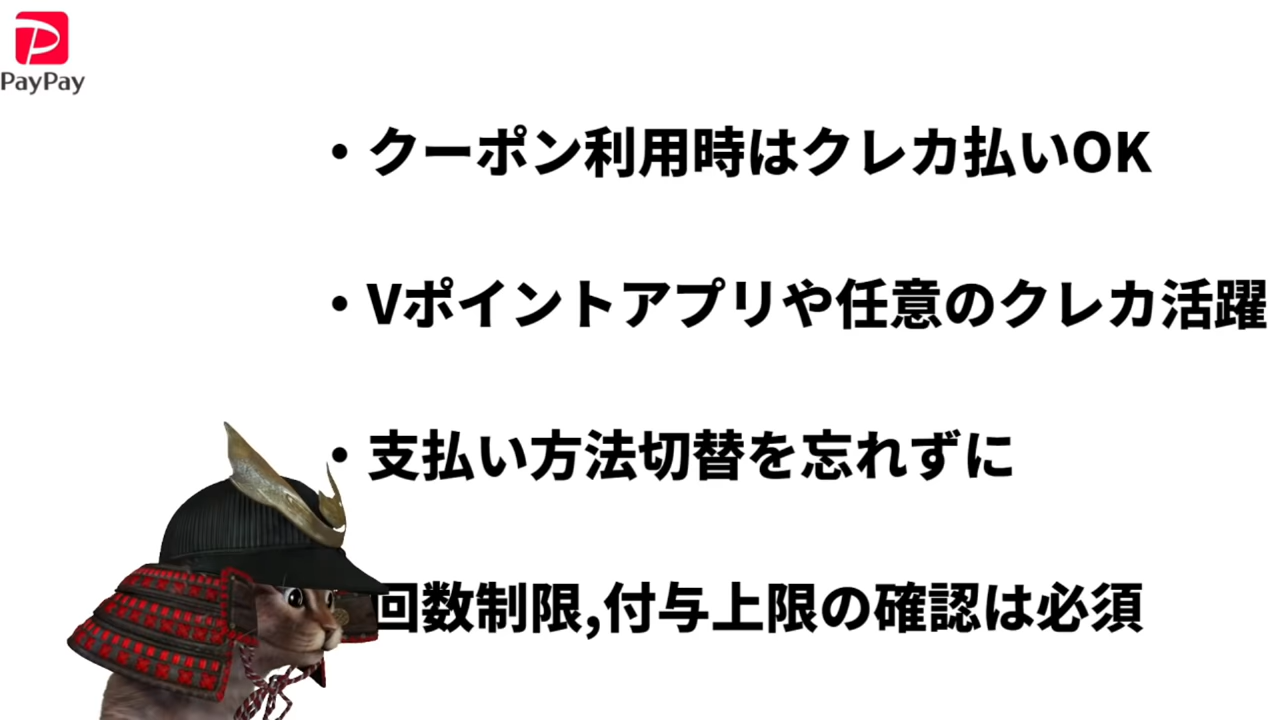 PayPay
・クーポン利用時はクレカ払いOK
・Vポイントアプリや任意のクレカ活躍
・支払い方法切替を忘れずに
回数制限,付与上限の確認は必須